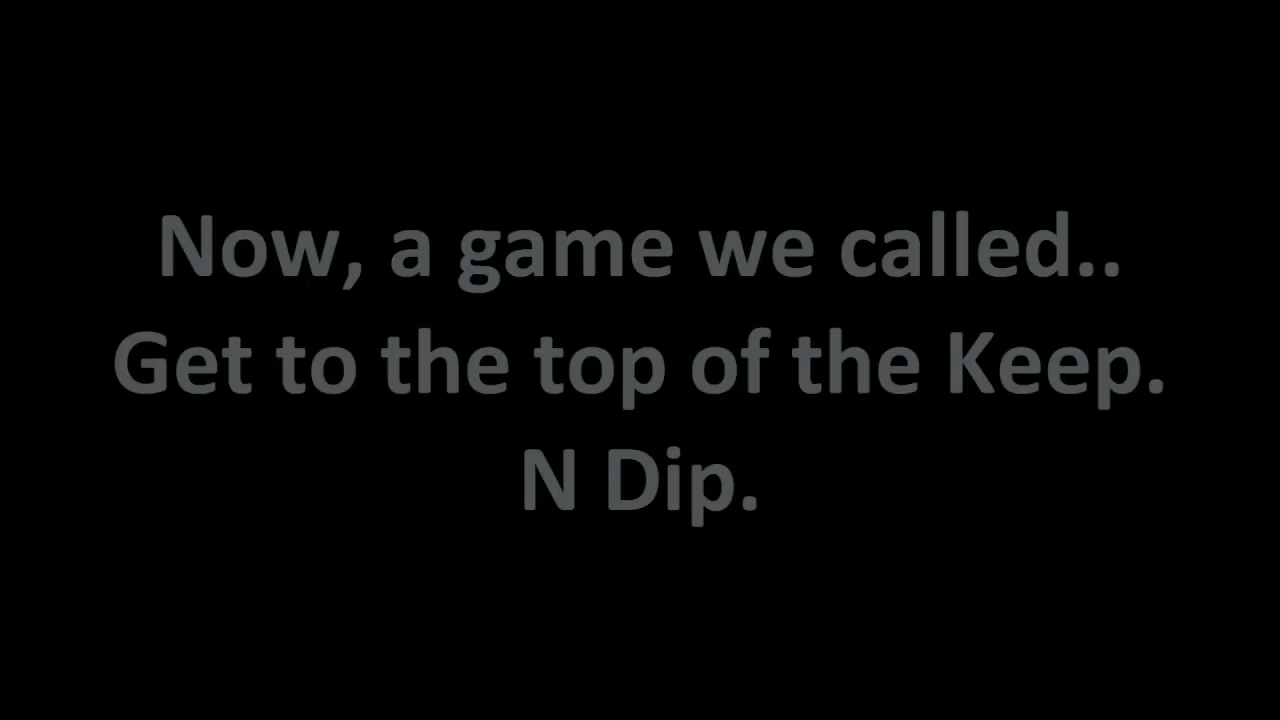 Now, a game we called..
Get to the top of the Keep.
N Dip.